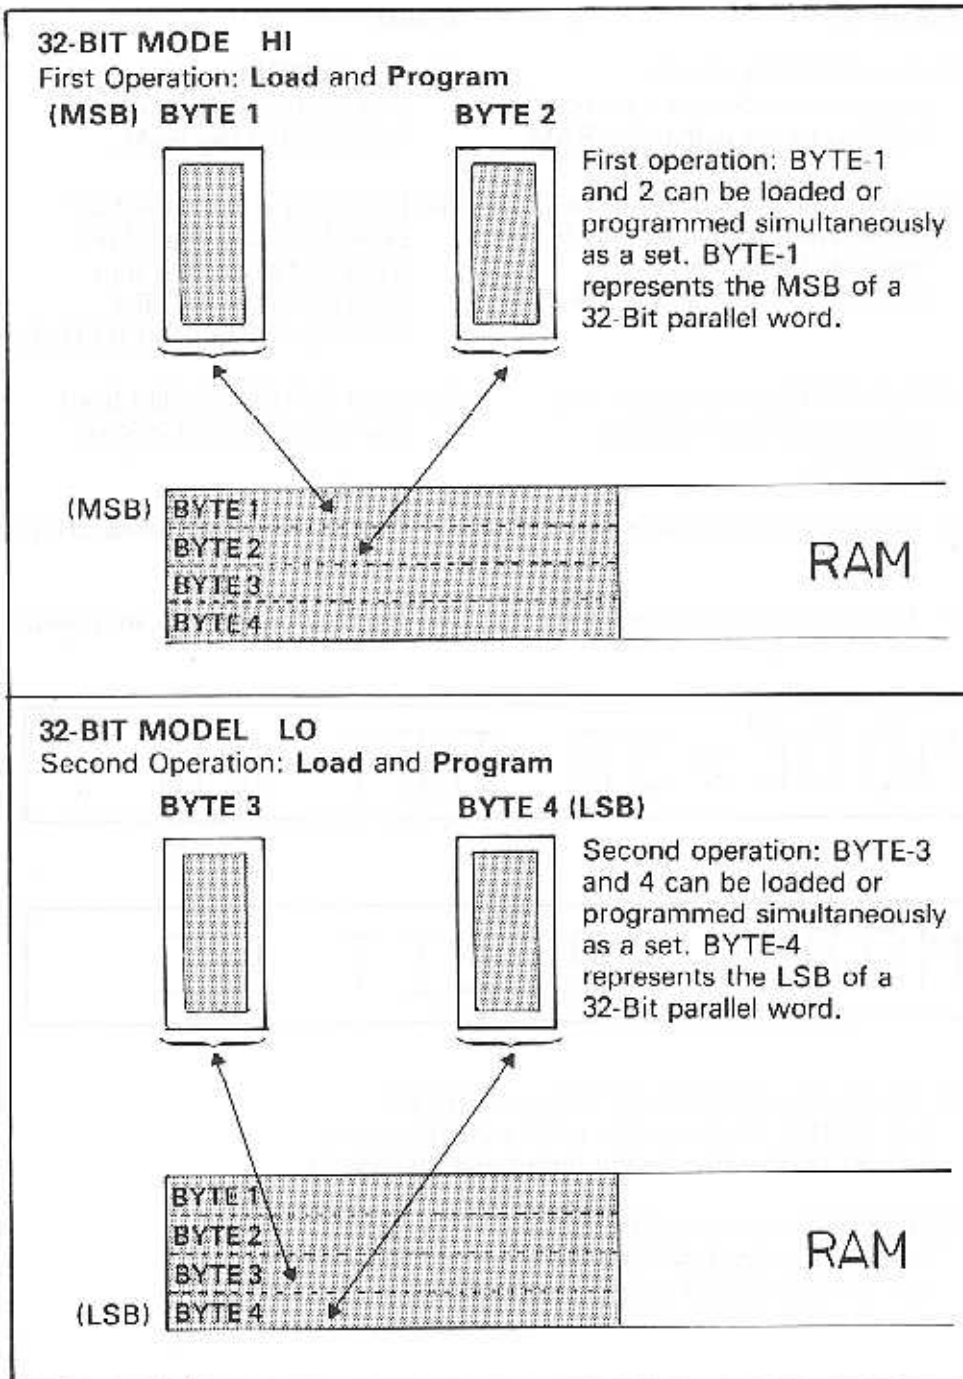 32-BIT MODE HI
First Operation: Load and Program
(MSB) BYTE 1 BYTE 2
First operation: BYTE-1
and 2 can be loaded or
programmed simultaneously
as a set. BYTE-1
represents the MSB of a
32-Bit parallel word.
(MSB) BYTE 1
BYTE 2
BYTE 3
BYTE 4
RAM
32-BIT MODEL LO
Second Operation: Load and Program
BYTE 3 BYTE 4 (LSB)
Second operation: BYTE-3
and 4 can be loaded or
programmed simultaneously
as a set. BYTE-4
represents the LSB of a
32-Bit parallel word.
BYTE 1
BYTE 2
BYTE 3
(LSB) BYTE 4
RAM